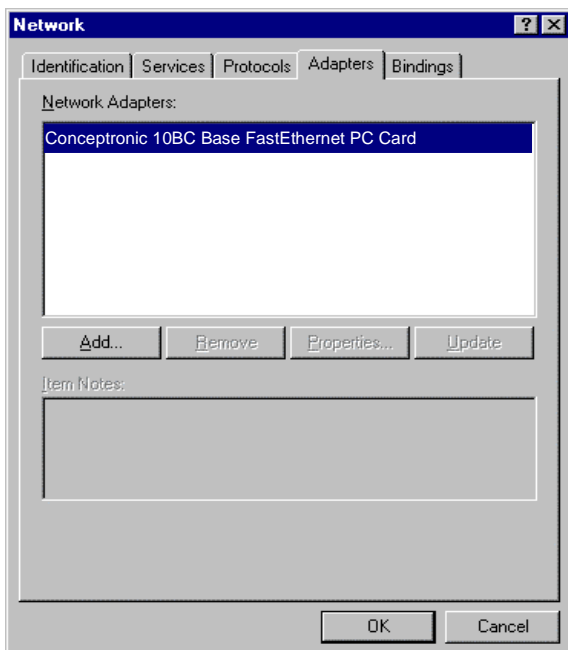 Network
Identification Services Protocols Adapters Bindings
Network Adapters:
Conceptronic 10BC Base FastEthernet PC Card
Add... Remove Properties... Update
Item Notes:
OK Cancel